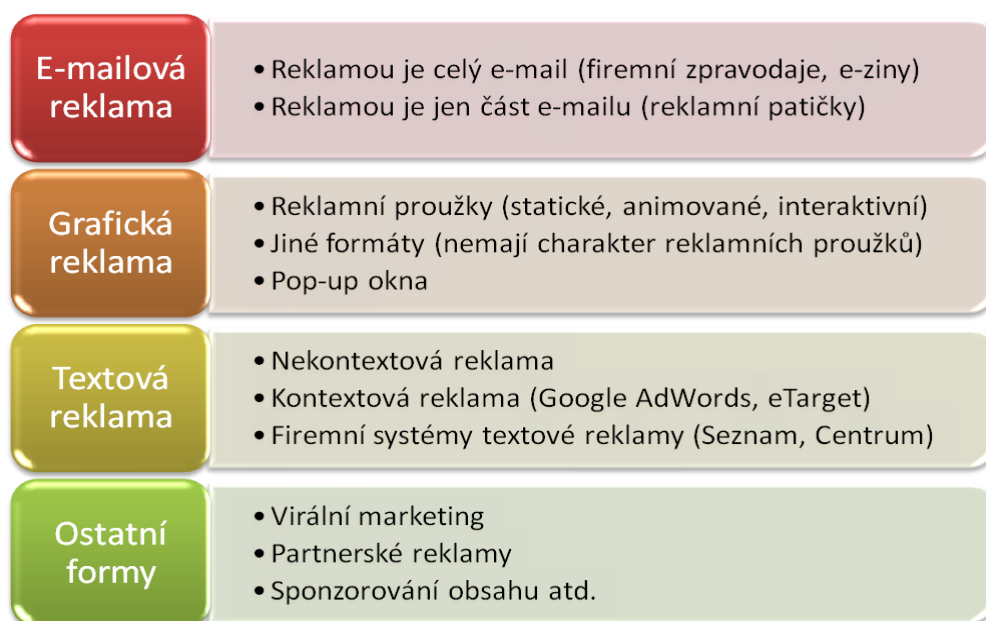 E-mailová
reklama
• Reklamou je celý e-mail (firemní zpravodaje, e-ziny)
• Reklamou je jen část e-mailu (reklamní patičky)
Grafická
reklama
• Reklamní proužky (statické, animované, interaktivní)
• Jiné formáty (nemají charakter reklamních proužků)
• Pop-up okna
Textová
reklama
• Nekontextová reklama
• Kontextová reklama (Google AdWords, eTarget)
• Firemní systémy textové reklamy (Seznam, Centrum)
Ostatní
formy
• Virální marketing
• Partnerské reklamy
• Sponzorování obsahu atd.